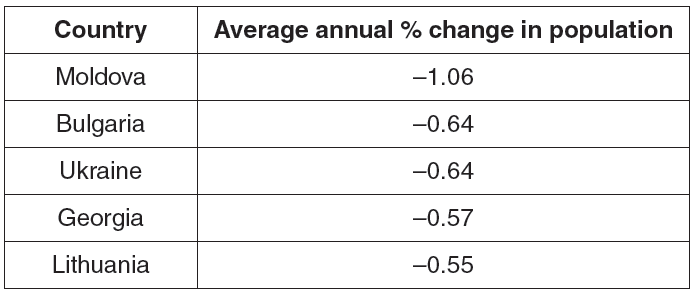 Country Average annual % change in population
Moldova –1.06
Bulgaria –0.64
Ukraine –0.64
Georgia –0.57
Lithuania –0.55